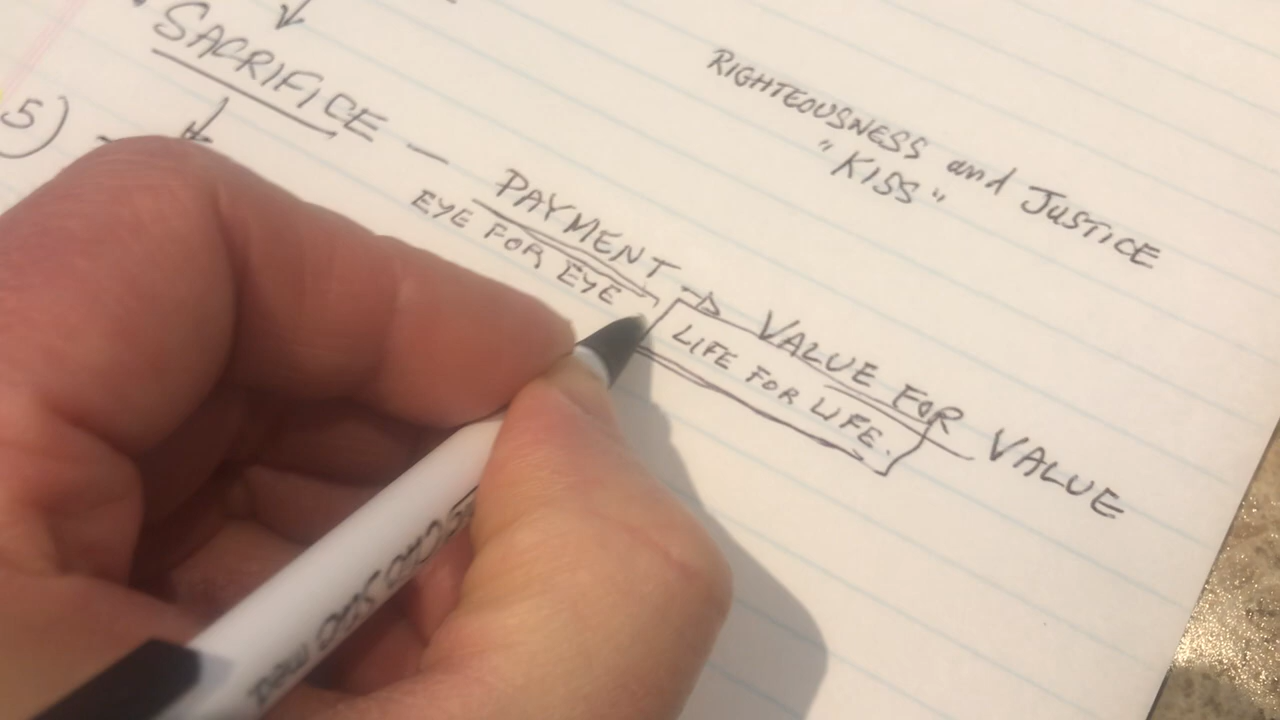 SACRIFICE –
RIGHTEOUSNESS and JUSTICE
"KISS"
5)
PAYMENT → VALUE FOR VALUE
EYE FOR EYE
LIFE FOR LIFE.